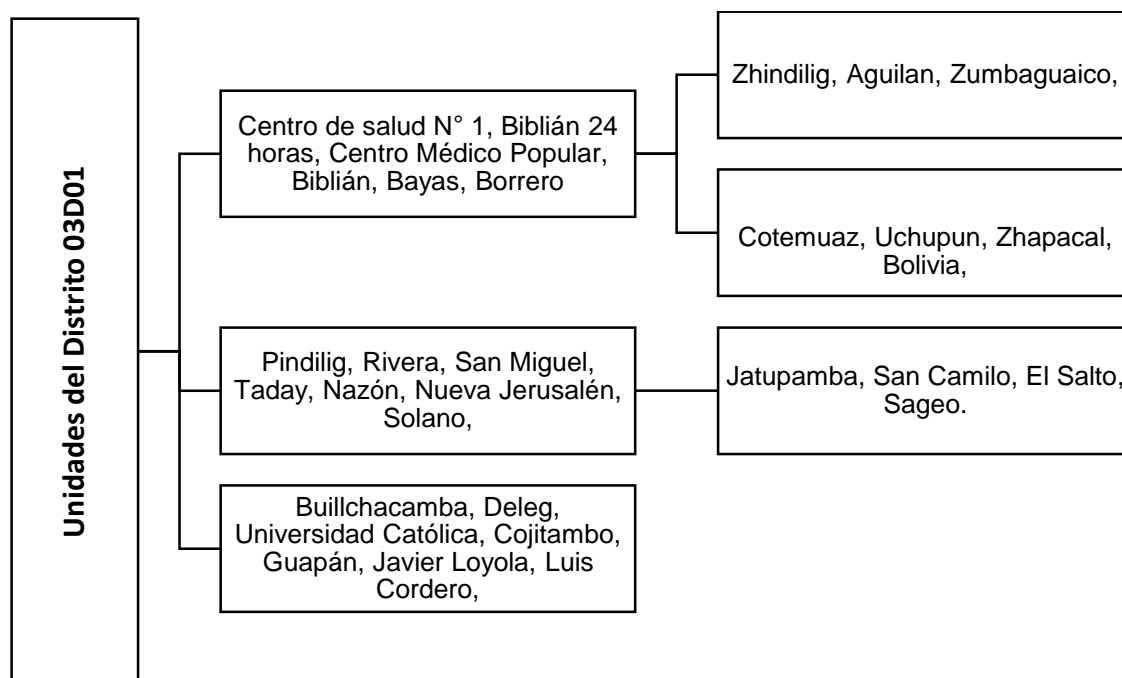 Unidades del Distrito 03D01
Centro de salud N° 1, Biblián 24
horas, Centro Médico Popular,
Biblián, Bayas, Borrero
Zhindilig, Aguilan, Zumbaguaico,
Cotemuaz, Uchupun, Zhapacal,
Bolivia,
Pindilig, Rivera, San Miguel,
Taday, Nazón, Nueva Jerusalén,
Solano,
Jatupamba, San Camilo, El Salto,
Sageo.
Buillchacamba, Deleg,
Universidad Católica, Cojitambo,
Guapán, Javier Loyola, Luis
Cordero,